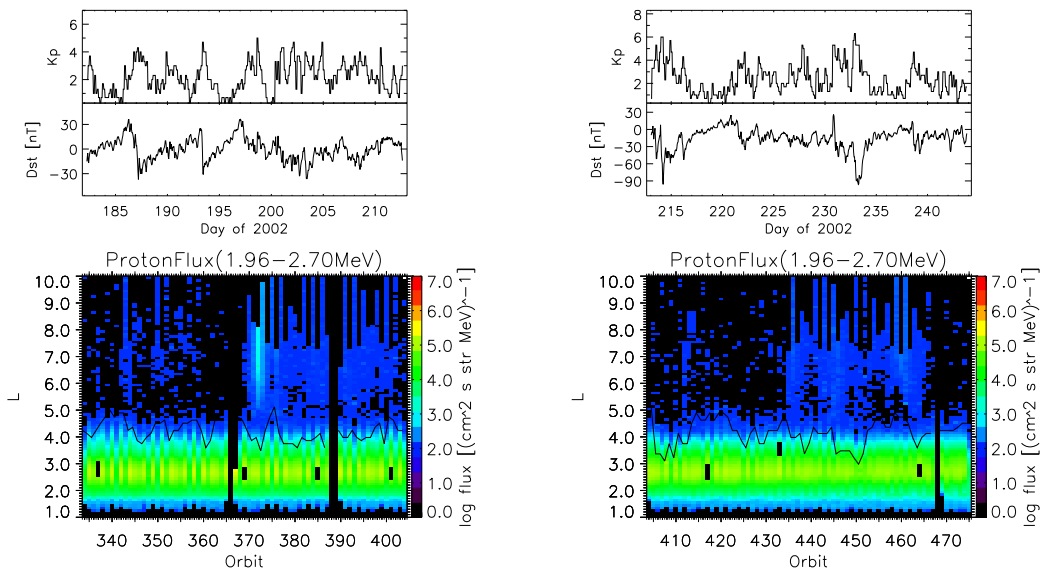 6
4
2
Kp
30
0
−30
Dst [nT]
185 190 195 200 205 210
Day of 2002
8
6
4
2
Kp
30
0
−30
−60
−90
Dst [nT]
215 220 225 230 235 240
Day of 2002
ProtonFlux(1.96−2.70MeV)
10.0
9.0
8.0
7.0
6.0
5.0
4.0
3.0
2.0
1.0
L
340 350 360 370 380 390 400
Orbit
7.0
6.0
5.0
4.0
3.0
2.0
1.0
0.0
log flux [(cm^2 s str MeV)^−1]
ProtonFlux(1.96−2.70MeV)
10.0
9.0
8.0
7.0
6.0
5.0
4.0
3.0
2.0
1.0
L
410 420 430 440 450 460 470
Orbit
7.0
6.0
5.0
4.0
3.0
2.0
1.0
0.0
log flux [(cm^2 s str MeV)^−1]